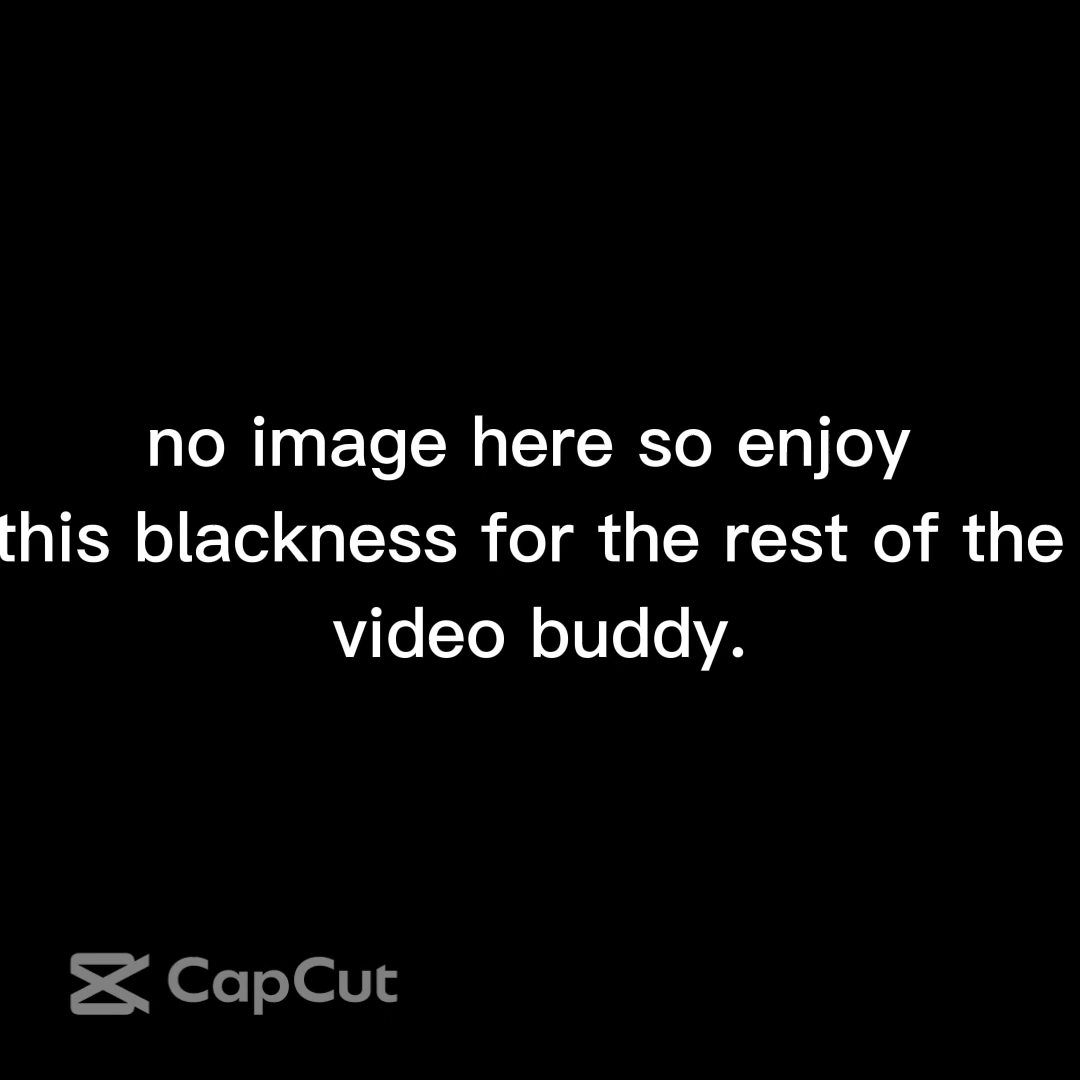 no image here so enjoy
this blackness for the rest of the
video buddy.
CapCut